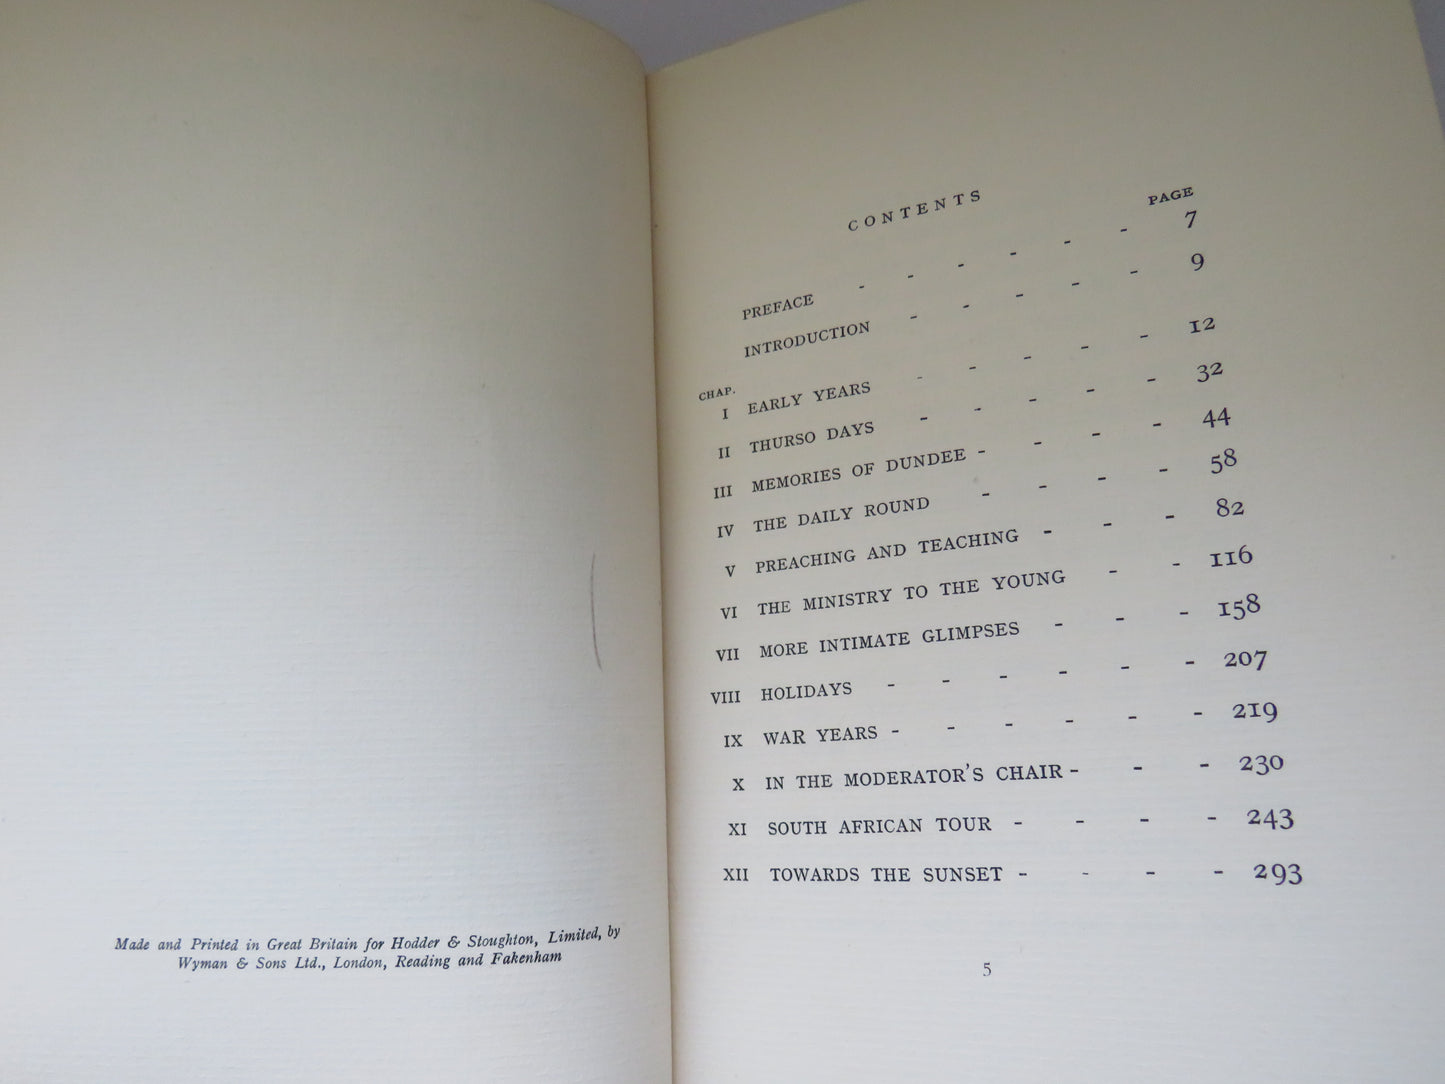 Made and Printed in Great Britain for Hodder & Stoughton, Limited, by
Wyman & Sons Ltd., London, Reading and Fakenham
CONTENTS
PAGE
PREFACE - - - - - - 7
INTRODUCTION - - - - - 9
CHAP.
I EARLY YEARS - - - - - 12
II THURSO DAYS - - - - - 32
III MEMORIES OF DUNDEE - - - - 44
IV THE DAILY ROUND - - - - 58
V PREACHING AND TEACHING - - - 82
VI THE MINISTRY TO THE YOUNG - - 116
VII MORE INTIMATE GLIMPSES - - - 158
VIII HOLIDAYS - - - - - - 207
IX WAR YEARS - - - - - - 219
X IN THE MODERATOR'S CHAIR - - - 230
XI SOUTH AFRICAN TOUR - - - - 243
XII TOWARDS THE SUNSET - - - - 293
5